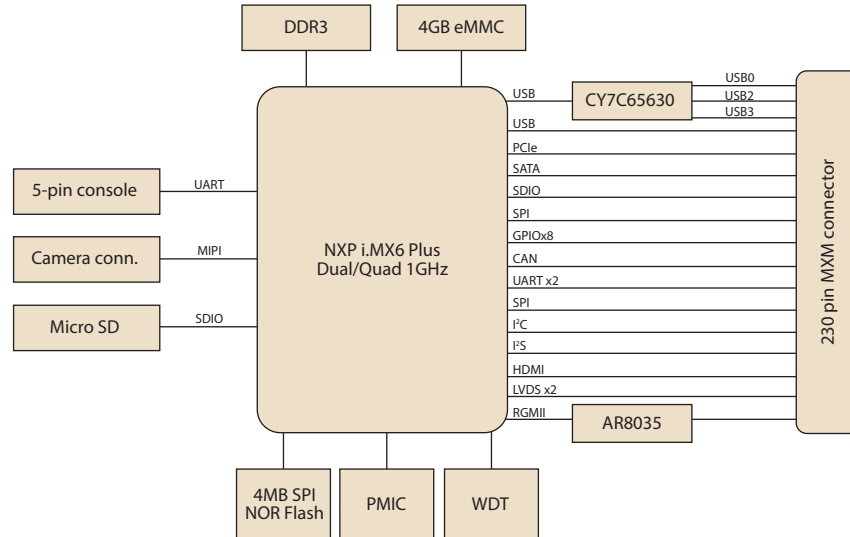 DDR3
4GB eMMC
USB
CY7C65630
USB0
USB2
USB3
USB
PCIe
SATA
SDIO
SPI
GPIOx8
CAN
UART x2
SPI
I²C
I²S
HDMI
LVDS x2
RGMII
AR8035
230 pin MXM connector
5-pin console
UART
Camera conn.
MIPI
Micro SD
SDIO
NXP i.MX6 Plus
Dual/Quad 1GHz
4MB SPI
NOR Flash
PMIC
WDT